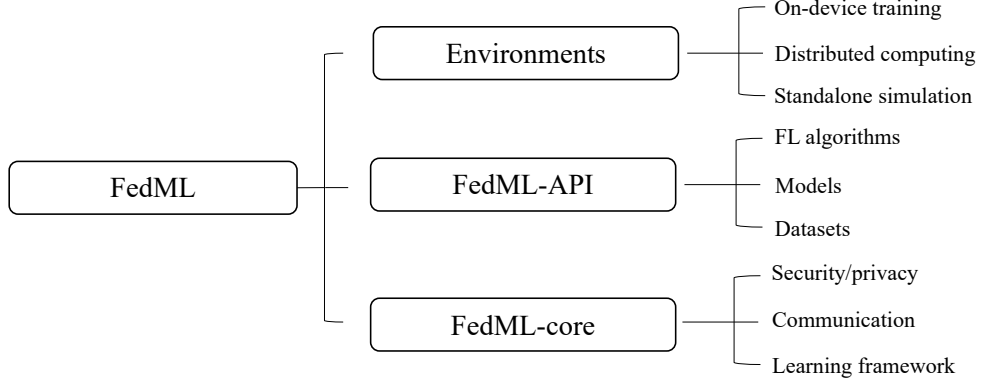 On-device training
Environments
Distributed computing
Standalone simulation
FL algorithms
FedML
FedML-API
Models
Datasets
Security/privacy
FedML-core
Communication
Learning framework